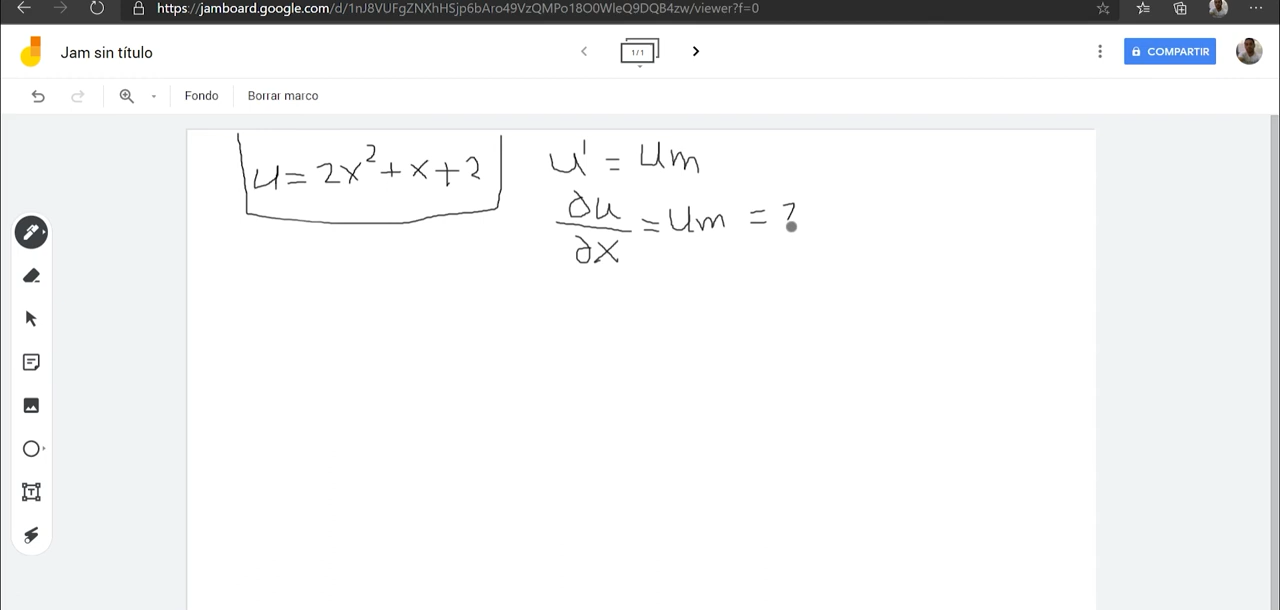 https://jamboard.google.com/d/1nJ8VUFgZNXhHSjp6bAro49VzQMPo18O0WleQ9DQB4zw/viewer?f=0
Jam sin título
1/1
COMPARTIR
Fondo
Borrar marco
u = 2x² + x + 2
u' = um
∂u/∂x = um = ?